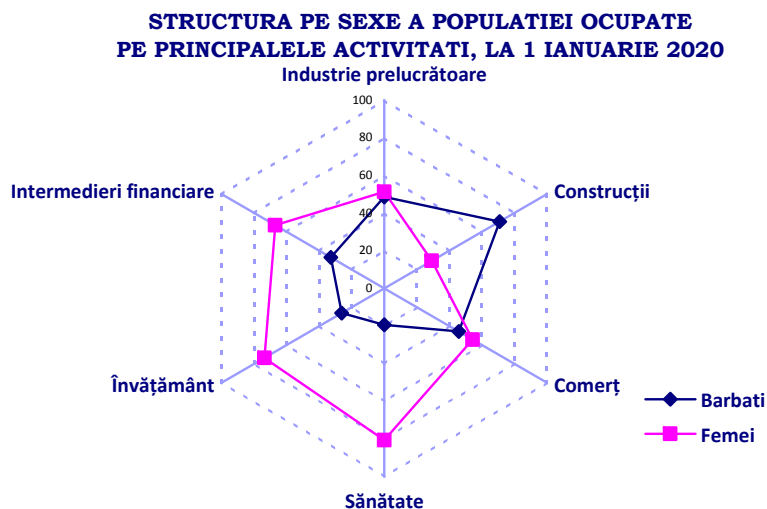 STRUCTURA PE SEXE A POPULATIEI OCUPATE
PE PRINCIPALELE ACTIVITATI, LA 1 IANUARIE 2020
Industrie prelucrătoare
100
80
60
40
20
0
Construcții
Comerț
Sănătate
Învățământ
Intermedieri financiare
Barbati
Femei